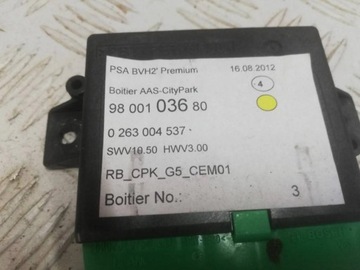 PSA BVH2' Premium 16.08.2012
Boitier AAS-CityPark 4
98 001 036 80
0 263 004 537
SWV10.50 HWV3.00
RB_CPK_G5_CEM01
Boitier No.: 3